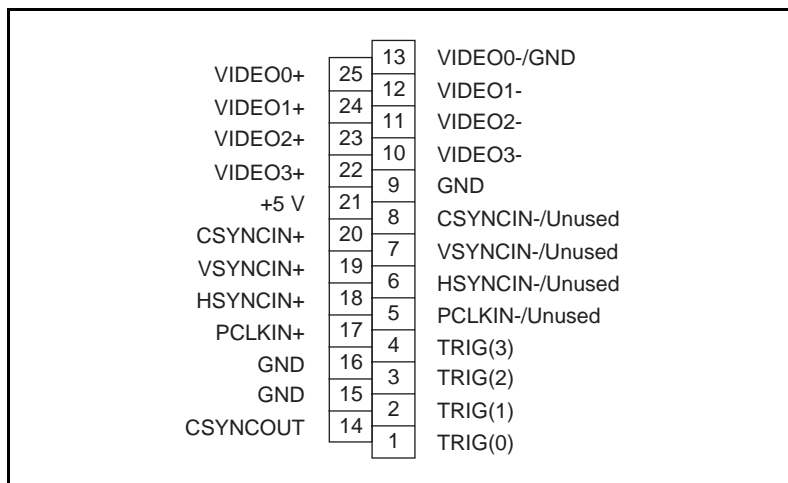 13 VIDEO0-/GND
VIDEO0+ 25
12 VIDEO1-
VIDEO1+ 24
11 VIDEO2-
VIDEO2+ 23
10 VIDEO3-
VIDEO3+ 22
9 GND
+5 V 21
8 CSYNCIN-/Unused
CSYNCIN+ 20
7 VSYNCIN-/Unused
VSYNCIN+ 19
6 HSYNCIN-/Unused
HSYNCIN+ 18
5 PCLKIN-/Unused
PCLKIN+ 17
4 TRIG(3)
GND 16
3 TRIG(2)
GND 15
2 TRIG(1)
CSYNCOUT 14
1 TRIG(0)